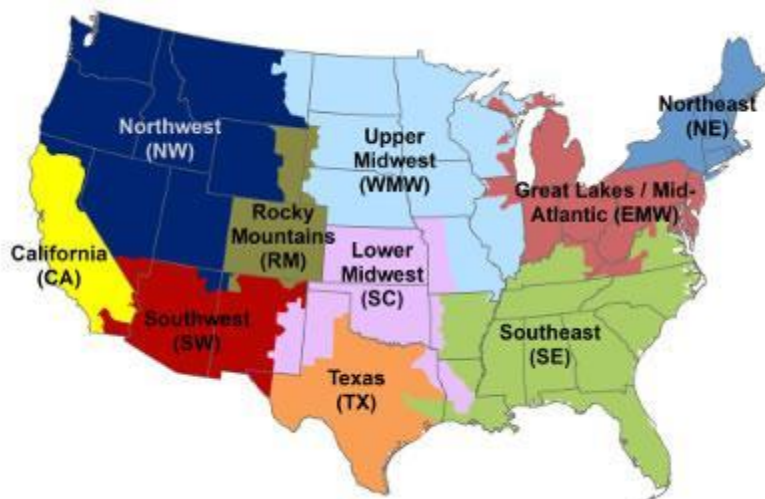 Northwest
(NW)
Upper
Midwest
(WMW)
Northeast
(NE)
Great Lakes / Mid-
Atlantic (EMW)
Rocky
Mountains
(RM)
California
(CA)
Lower
Midwest
(SC)
Southwest
(SW)
Southeast
(SE)
Texas
(TX)